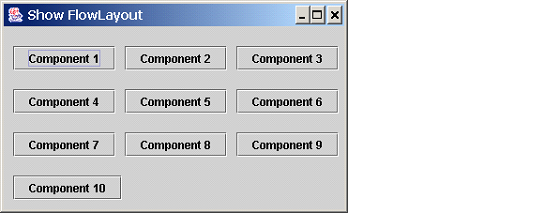 Show FlowLayout
Component 1 Component 2 Component 3
Component 4 Component 5 Component 6
Component 7 Component 8 Component 9
Component 10